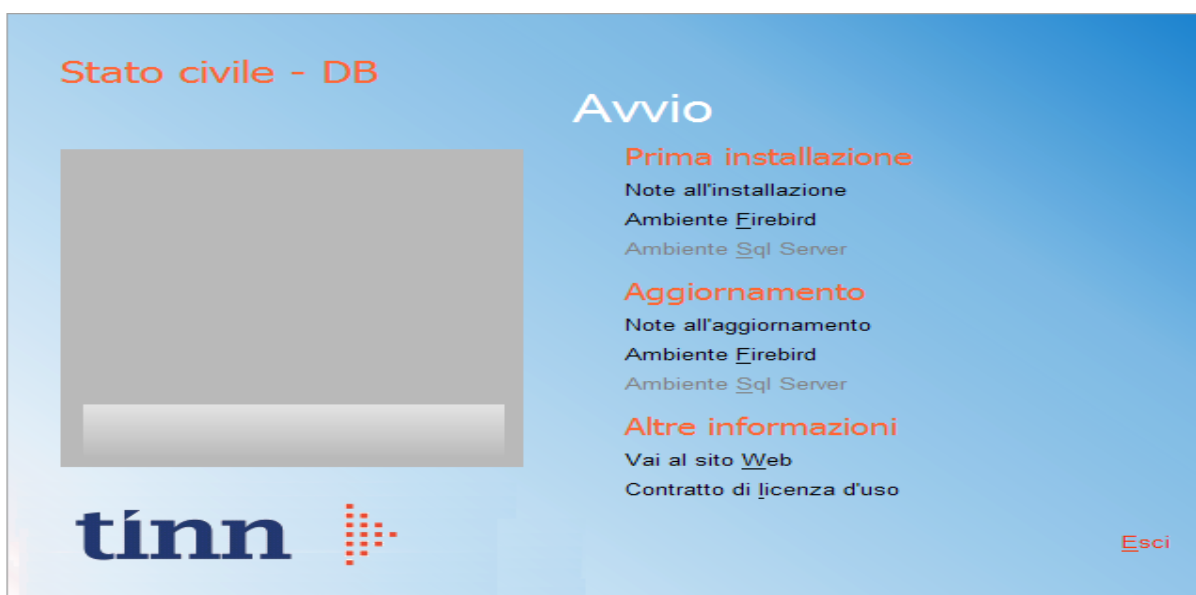 Stato civile - DB
Avvio
Prima installazione
Note all'installazione
Ambiente Firebird
Ambiente Sql Server
Aggiornamento
Note all'aggiornamento
Ambiente Firebird
Ambiente Sql Server
Altre informazioni
Vai al sito Web
Contratto di licenza d'uso
tinn
Esci